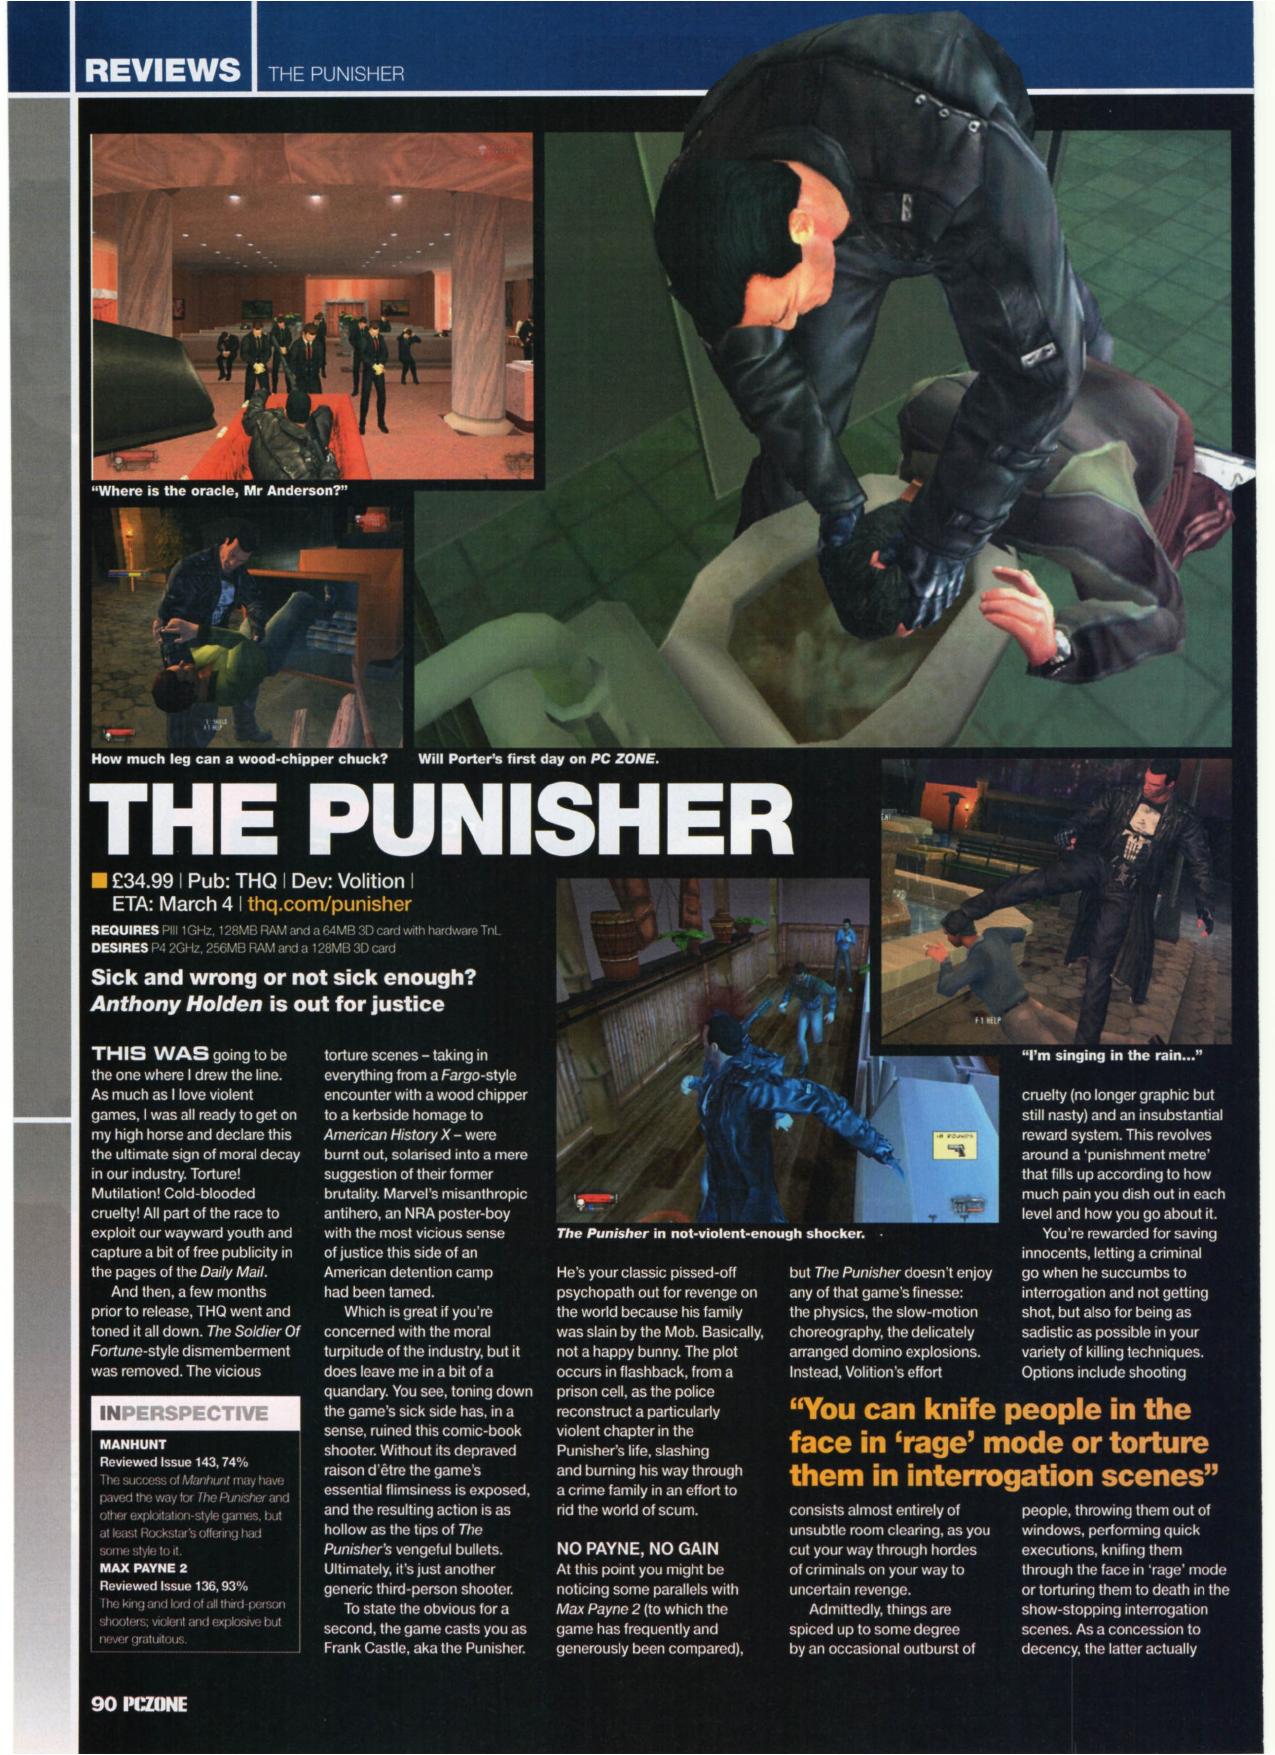 REVIEWS THE PUNISHER
"Where is the oracle, Mr Anderson?"
How much leg can a wood-chipper chuck?
Will Porter's first day on PC ZONE.
THE PUNISHER
£34.99 | Pub: THQ | Dev: Volition |
ETA: March 4 | thq.com/punisher
REQUIRES PIII 1GHz, 128MB RAM and a 64MB 3D card with hardware TnL
DESIRES P4 2GHz, 256MB RAM and a 128MB 3D card
Sick and wrong or not sick enough?
Anthony Holden is out for justice
THIS WAS going to be
the one where I drew the line.
As much as I love violent
games, I was all ready to get on
my high horse and declare this
the ultimate sign of moral decay
in our industry. Torture!
Mutilation! Cold-blooded
cruelty! All part of the race to
exploit our wayward youth and
capture a bit of free publicity in
the pages of the Daily Mail.
And then, a few months
prior to release, THQ went and
toned it all down. The Soldier Of
Fortune-style dismemberment
was removed. The vicious
INPERSPECTIVE
MANHUNT
Reviewed Issue 143, 74%
The success of Manhunt may have
paved the way for The Punisher and
other exploitation-style games, but
at least Rockstar's offering had
some style to it.
MAX PAYNE 2
Reviewed Issue 136, 93%
The king and lord of all third-person
shooters; violent and explosive but
never gratuitous.
torture scenes – taking in
everything from a Fargo-style
encounter with a wood chipper
to a kerbside homage to
American History X – were
burnt out, solarised into a mere
suggestion of their former
brutality. Marvel's misanthropic
antihero, an NRA poster-boy
with the most vicious sense
of justice this side of an
American detention camp
had been tamed.
Which is great if you're
concerned with the moral
turpitude of the industry, but it
does leave me in a bit of a
quandary. You see, toning down
the game's sick side has, in a
sense, ruined this comic-book
shooter. Without its depraved
raison d'être the game's
essential flimsiness is exposed,
and the resulting action is as
hollow as the tips of The
Punisher's vengeful bullets.
Ultimately, it's just another
generic third-person shooter.
To state the obvious for a
second, the game casts you as
Frank Castle, aka the Punisher.
10 ROUNDS
The Punisher in not-violent-enough shocker.
He's your classic pissed-off
psychopath out for revenge on
the world because his family
was slain by the Mob. Basically,
not a happy bunny. The plot
occurs in flashback, from a
prison cell, as the police
reconstruct a particularly
violent chapter in the
Punisher's life, slashing
and burning his way through
a crime family in an effort to
rid the world of scum.
NO PAYNE, NO GAIN
At this point you might be
noticing some parallels with
Max Payne 2 (to which the
game has frequently and
generously been compared),
but The Punisher doesn't enjoy
any of that game's finesse:
the physics, the slow-motion
choreography, the delicately
arranged domino explosions.
Instead, Volition's effort
"You can knife people in the
face in 'rage' mode or torture
them in interrogation scenes"
consists almost entirely of
unsubtle room clearing, as you
cut your way through hordes
of criminals on your way to
uncertain revenge.
Admittedly, things are
spiced up to some degree
by an occasional outburst of
F1 HELP
"I'm singing in the rain..."
cruelty (no longer graphic but
still nasty) and an insubstantial
reward system. This revolves
around a 'punishment metre'
that fills up according to how
much pain you dish out in each
level and how you go about it.
You're rewarded for saving
innocents, letting a criminal
go when he succumbs to
interrogation and not getting
shot, but also for being as
sadistic as possible in your
variety of killing techniques.
Options include shooting
people, throwing them out of
windows, performing quick
executions, knifing them
through the face in 'rage' mode
or torturing them to death in the
show-stopping interrogation
scenes. As a concession to
decency, the latter actually
90 PCZONE